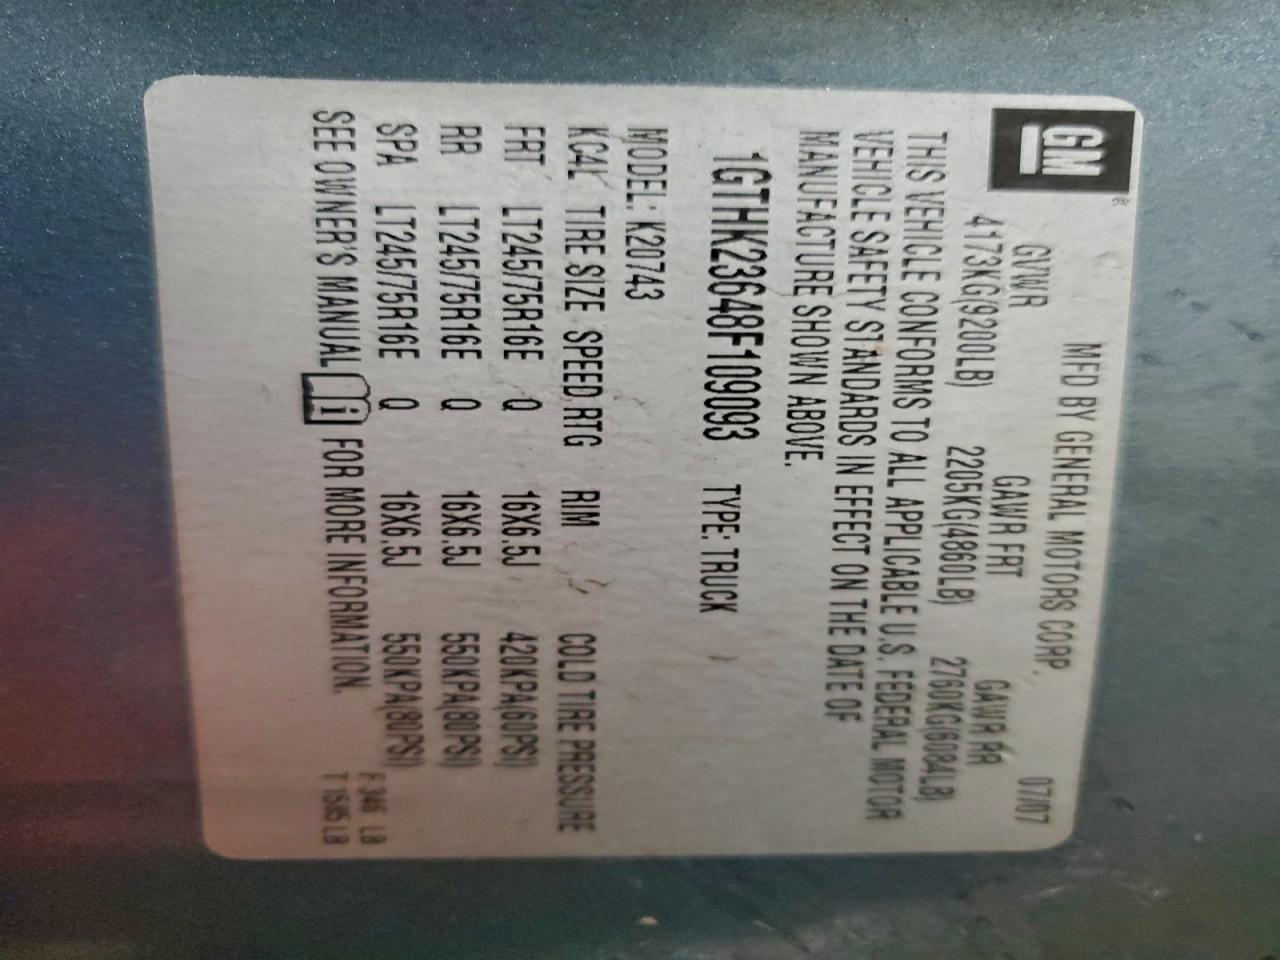 GM®
MFD BY GENERAL MOTORS CORP. 07/07
GVWR GAWR FRT GAWR RR
4173KG(9200LB) 2205KG(4860LB) 2760KG(6084LB)
THIS VEHICLE CONFORMS TO ALL APPLICABLE U.S. FEDERAL MOTOR
VEHICLE SAFETY STANDARDS IN EFFECT ON THE DATE OF
MANUFACTURE SHOWN ABOVE.
1GTHK23648F109093 TYPE: TRUCK
MODEL: K20743
KC4L TIRE SIZE SPEED RTG RIM COLD TIRE PRESSURE
FRT LT245/75R16E Q 16X6.5J 420KPA(60PSI)
RR LT245/75R16E Q 16X6.5J 550KPA(80PSI)
SPA LT245/75R16E Q 16X6.5J 550KPA(80PSI)
SEE OWNER'S MANUAL i FOR MORE INFORMATION.
F 346 LB
T LB